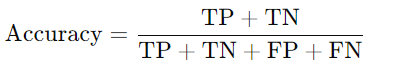 Accuracy = TP + TN / TP + TN + FP + FN